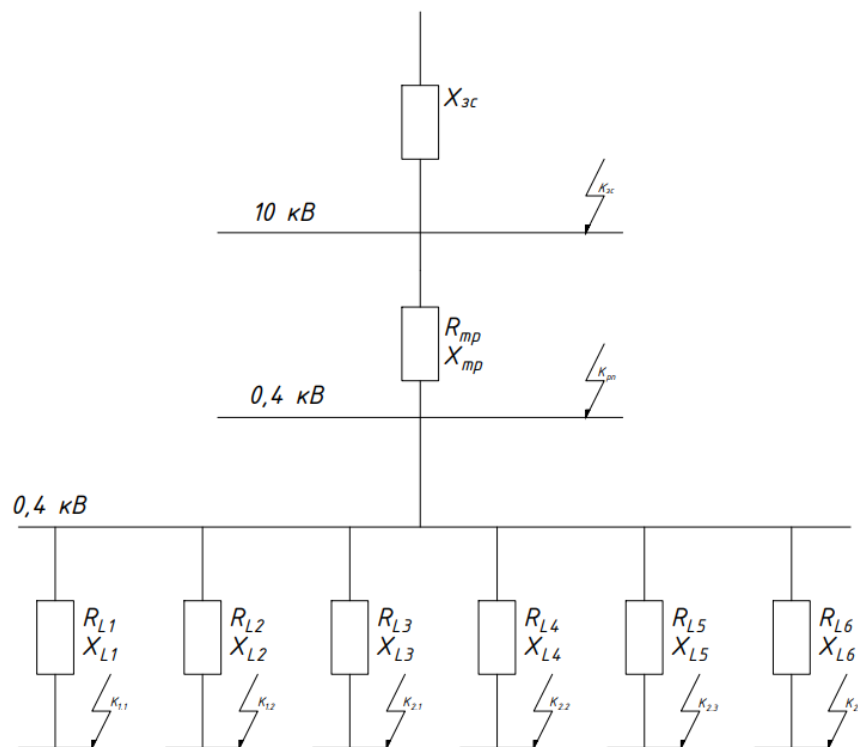 Xэс
Kэс
10 кВ
Rтр
Xтр
Kрп
0,4 кВ
0,4 кВ
RL1 RL2 RL3 RL4 RL5 RL6
XL1 XL2 XL3 XL4 XL5 XL6
K1.1 K1.2 K2.1 K2.2 K2.3